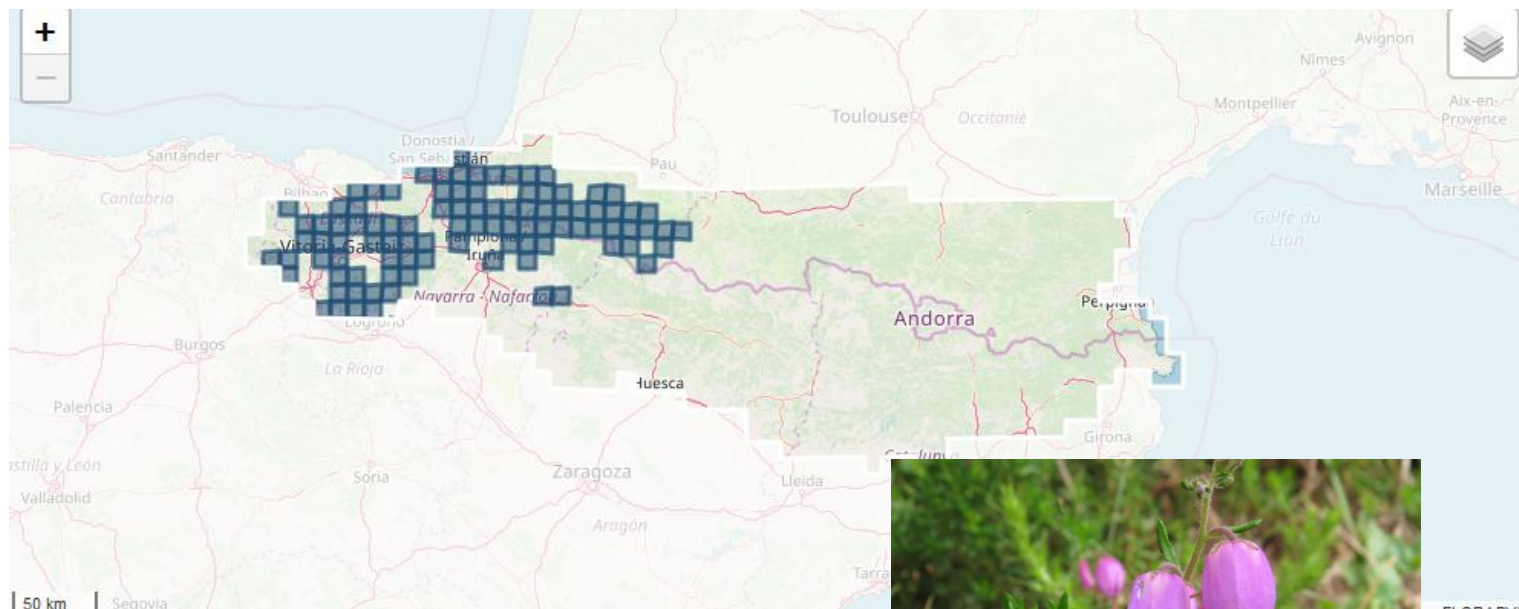 +
−
Avignon
Nîmes
Montpellier
Aix-en-
Provence
Toulouse
Occitanie
Donostia /
San Sebastián
Santander
Pau
Bilbao
Marseille
Cantabria
Golfe du
Lion
Vitoria-Gasteiz
Pamplona
Iruña
Navarra - Nafarroa
Perpignan
Andorra
Logroño
Burgos
La Rioja
Huesca
Palencia
Girona
Catalunya
Zaragoza
Lleida
Soria
Valladolid
Aragón
50 km
Segovia